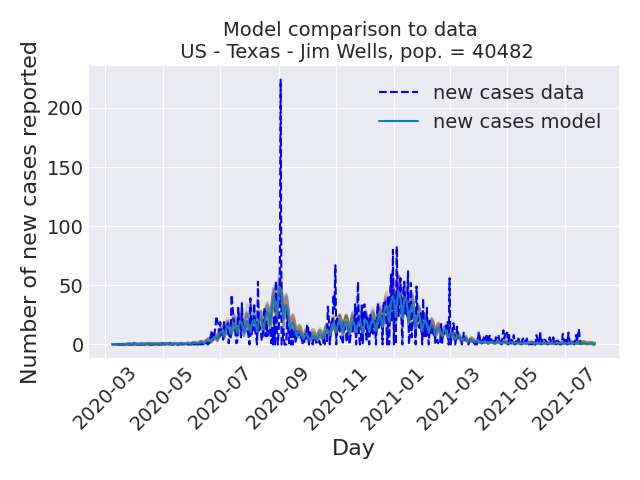 Model comparison to data
US - Texas - Jim Wells, pop. = 40482
Number of new cases reported
200
150
100
50
0
new cases data
new cases model
2020-03
2020-05
2020-07
2020-09
2020-11
2021-01
2021-03
2021-05
2021-07
Day